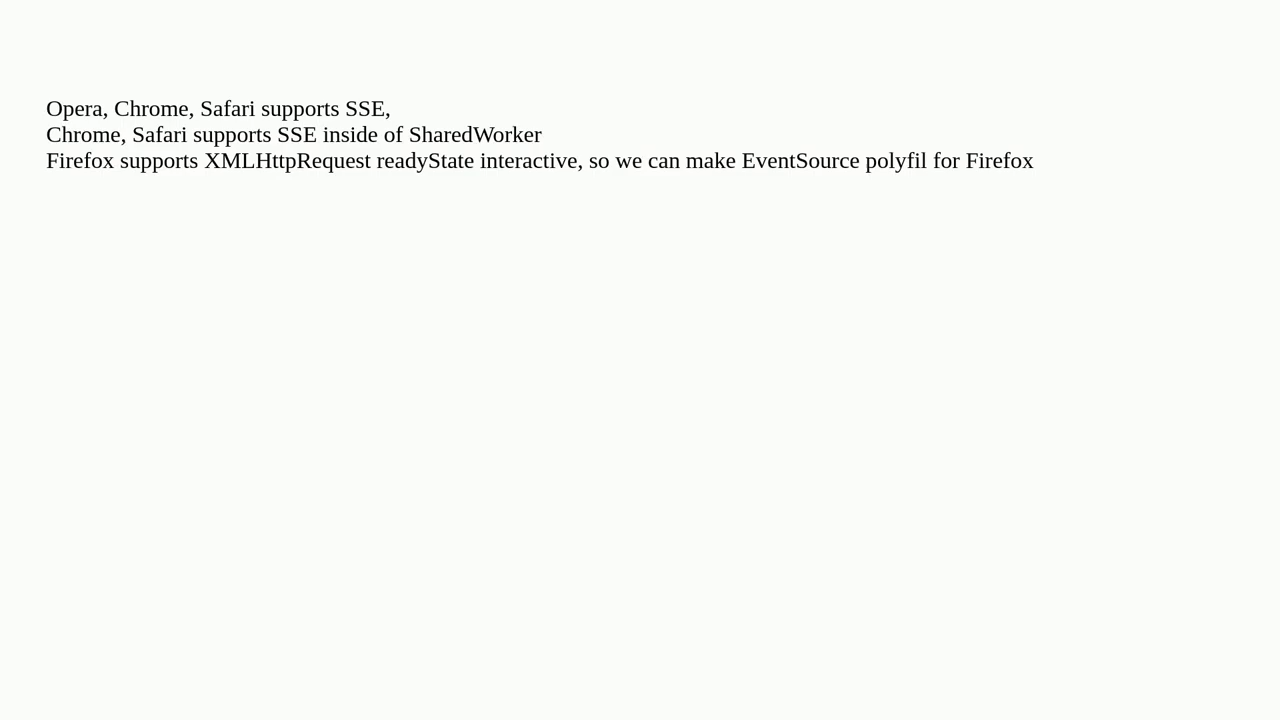 Opera, Chrome, Safari supports SSE,
Chrome, Safari supports SSE inside of SharedWorker
Firefox supports XMLHttpRequest readyState interactive, so we can make EventSource polyfil for Firefox